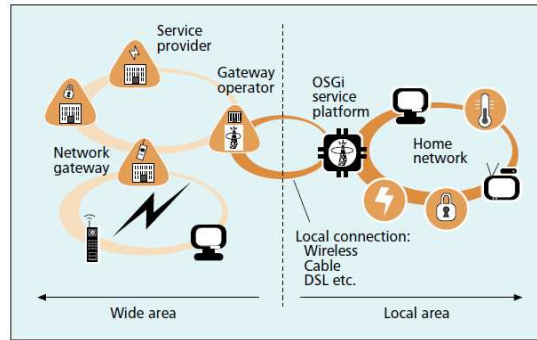 Service
provider
Gateway
operator
OSGi
service
platform
Network
gateway
Home
network
Local connection:
Wireless
Cable
DSL etc.
Wide area
Local area